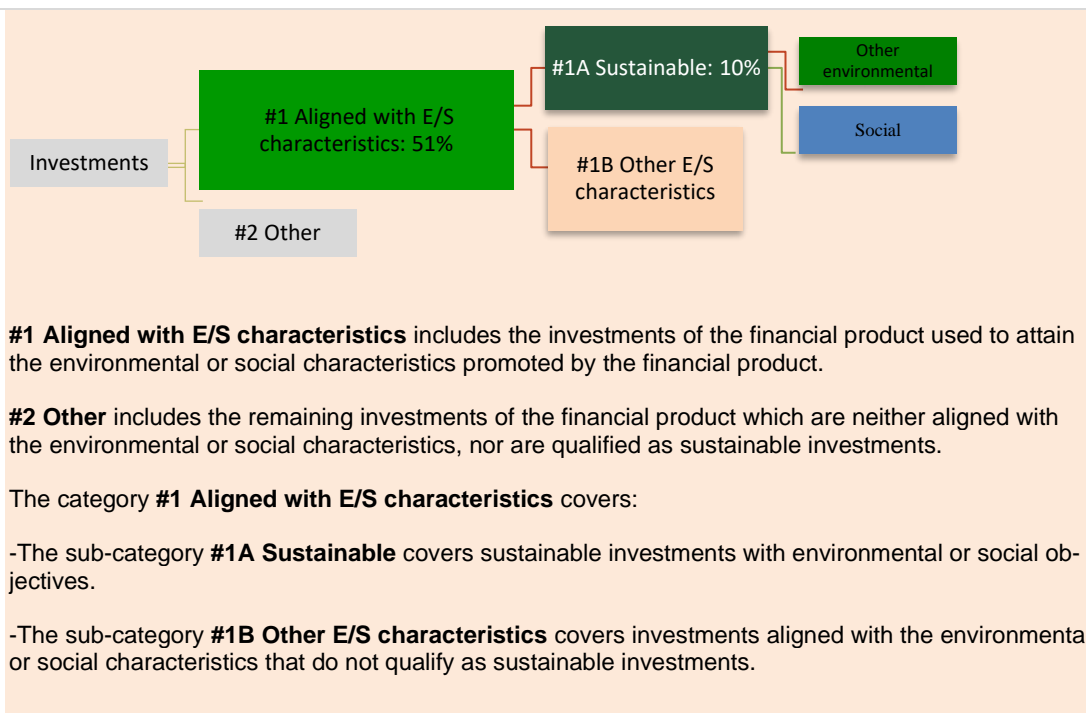 Investments
#1 Aligned with E/S
characteristics: 51%
#2 Other
#1A Sustainable: 10%
#1B Other E/S
characteristics
Other
environmental
Social
#1 Aligned with E/S characteristics includes the investments of the financial product used to attain
the environmental or social characteristics promoted by the financial product.
#2 Other includes the remaining investments of the financial product which are neither aligned with
the environmental or social characteristics, nor are qualified as sustainable investments.
The category #1 Aligned with E/S characteristics covers:
-The sub-category #1A Sustainable covers sustainable investments with environmental or social ob-
jectives.
-The sub-category #1B Other E/S characteristics covers investments aligned with the environmenta
or social characteristics that do not qualify as sustainable investments.